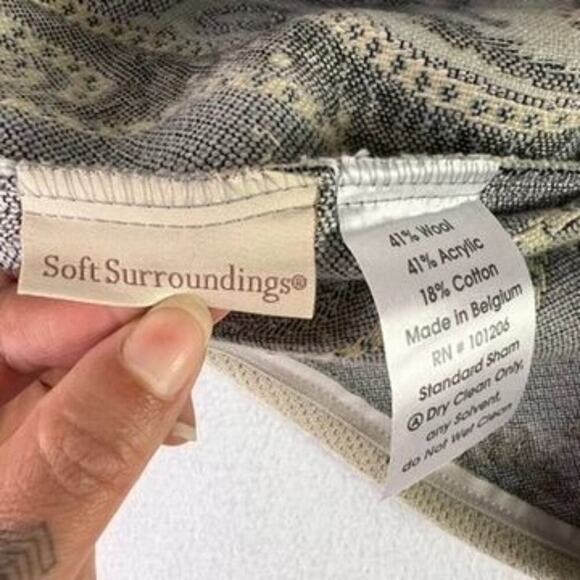 Soft Surroundings®
41% Wool
41% Acrylic
18% Cotton
Made in Belgium
RN # 101206
Standard Sham
Ⓐ Dry Clean Only,
any Solvent,
do Not Wet Clean